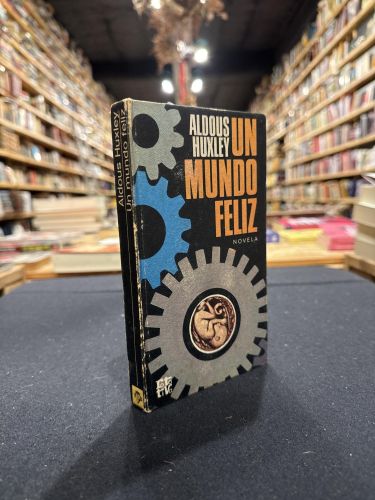 ALDOUS
HUXLEY
UN
MUNDO
FELIZ
NOVELA
Aldous Huxley
Un mundo feliz